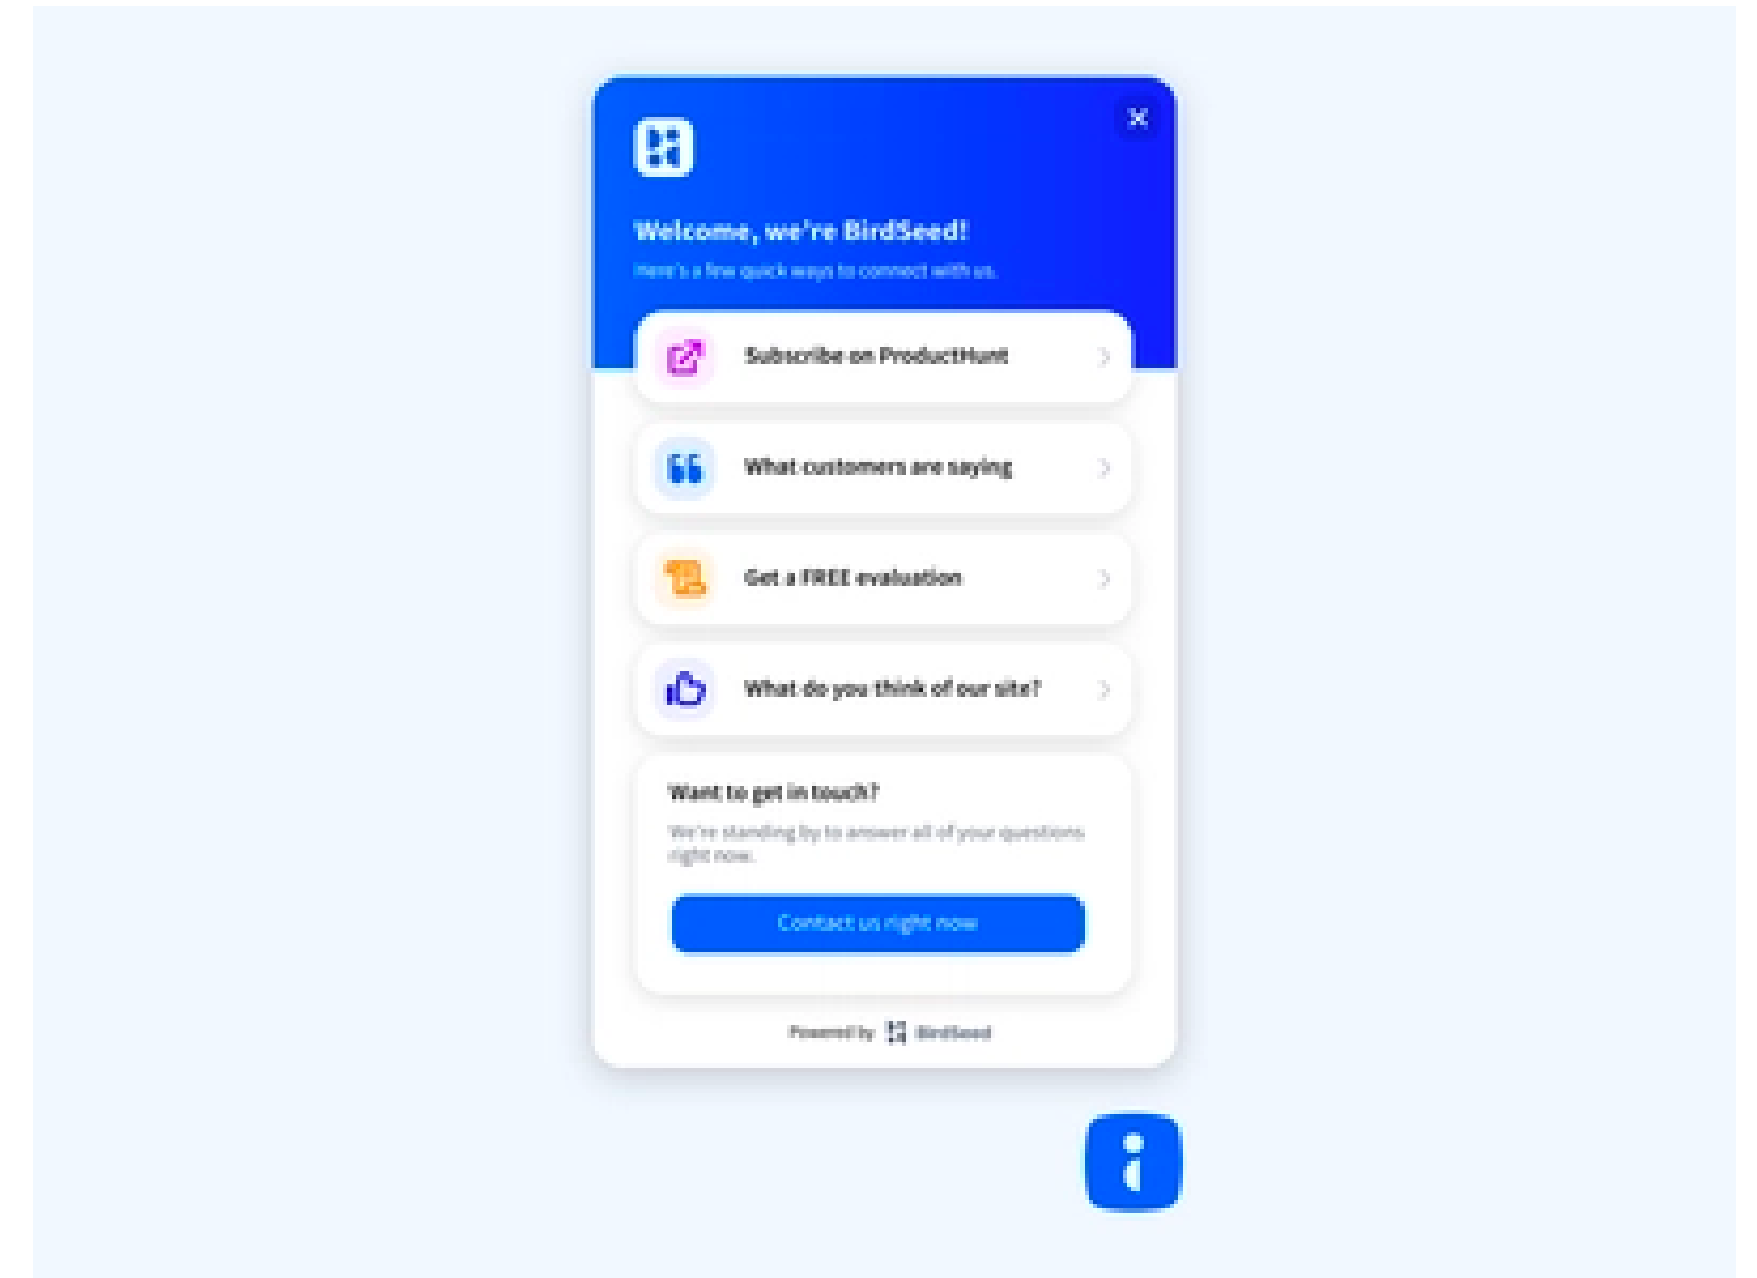 Welcome, we're BirdSeed!
Here's a few quick ways to connect with us.
Subscribe on ProductHunt
What customers are saying
Get a FREE evaluation
What do you think of our site?
Want to get in touch?
We're standing by to answer all of your questions
right now.
Contact us right now
Powered by BirdSeed